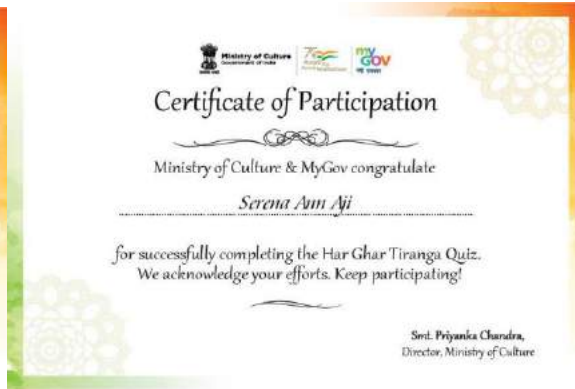 Ministry of Culture
Government of India
my
GOV
Certificate of Participation
Ministry of Culture & MyGov congratulate
Serena Ann Aji
for successfully completing the Har Ghar Tiranga Quiz.
We acknowledge your efforts. Keep participating!
Smt. Priyanka Chandra,
Director, Ministry of Culture